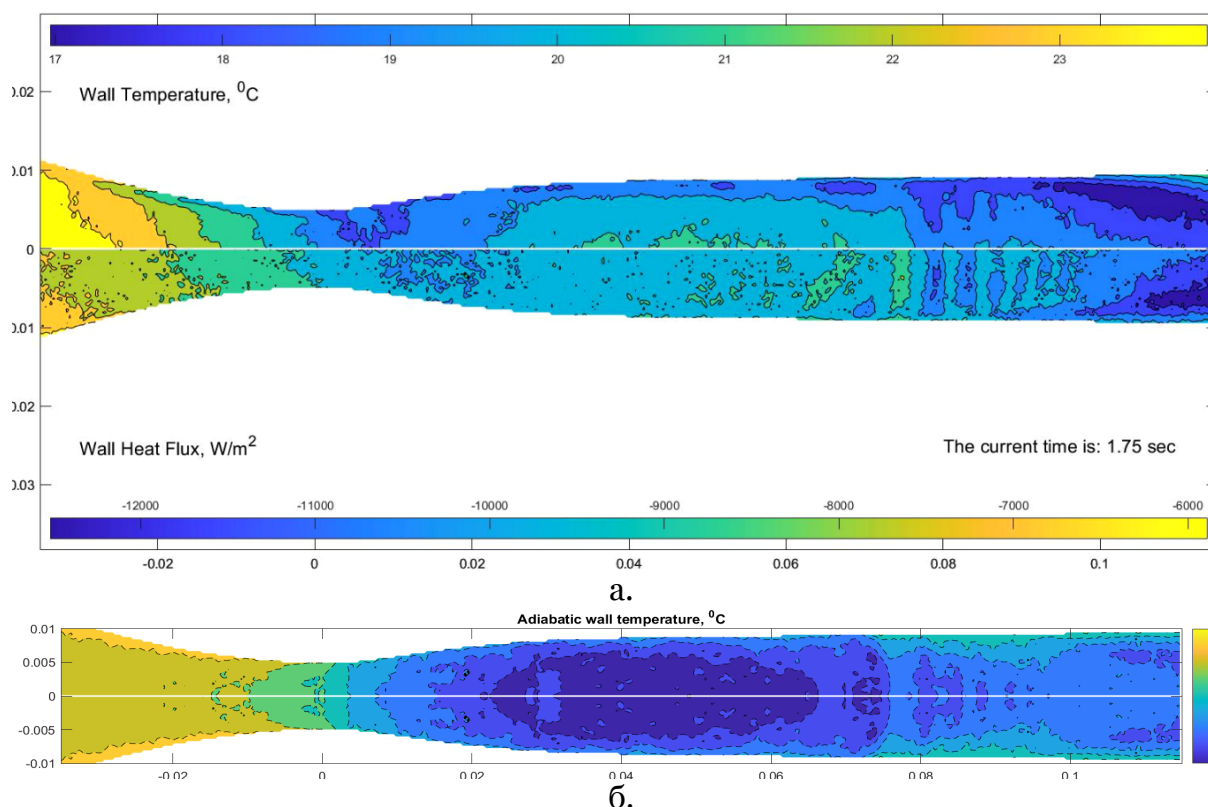 17 18 19 20 21 22 23
Wall Temperature, ⁰C
0.02
0.01
0
0.01
0.02
Wall Heat Flux, W/m²
The current time is: 1.75 sec
0.03
-12000 -11000 -10000 -9000 -8000 -7000 -6000
-0.02 0 0.02 0.04 0.06 0.08 0.1
а.
Adiabatic wall temperature, ⁰C
0.01
0.005
0
-0.005
-0.01
-0.02 0 0.02 0.04 0.06 0.08 0.1
б.